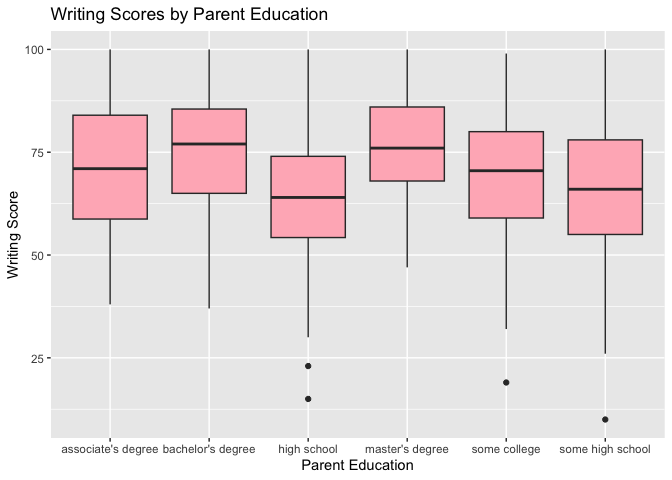 Writing Scores by Parent Education
100
75
50
25
Writing Score
associate's degree bachelor's degree high school master's degree some college some high school
Parent Education